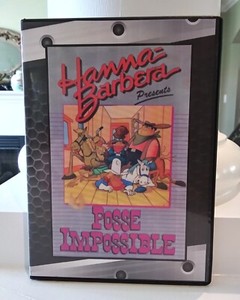 Hanna-
Barbera
Presents
POSSE
IMPOSSIBLE